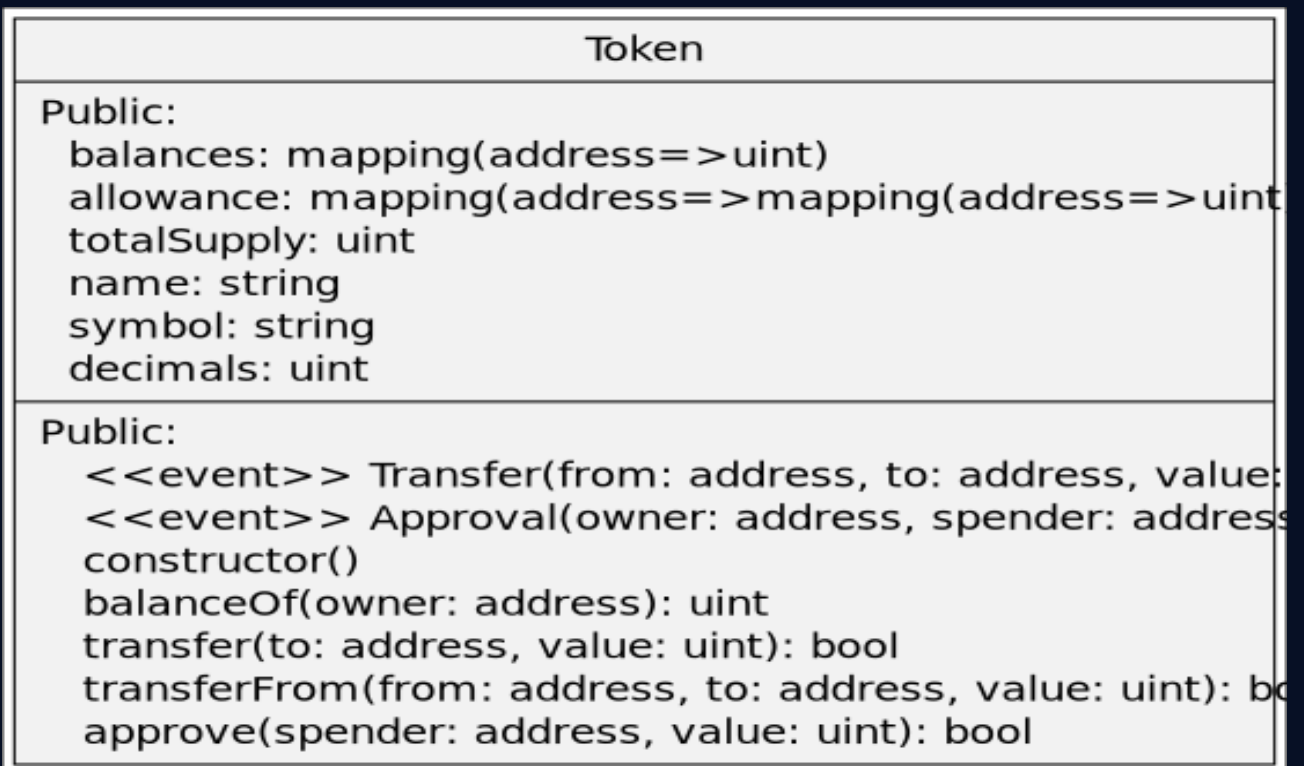 Token
Public:
balances: mapping(address=>uint)
allowance: mapping(address=>mapping(address=>uint
totalSupply: uint
name: string
symbol: string
decimals: uint
Public:
<<event>> Transfer(from: address, to: address, value:
<<event>> Approval(owner: address, spender: address
constructor()
balanceOf(owner: address): uint
transfer(to: address, value: uint): bool
transferFrom(from: address, to: address, value: uint):
approve(spender: address, value: uint): bool